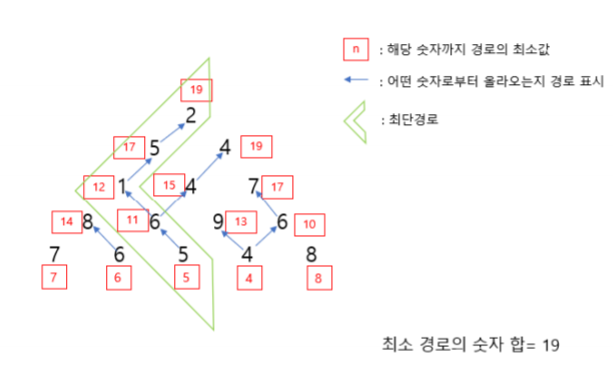 n : 해당 숫자까지 경로의 최소값
: 어떤 숫자로부터 올라오는지 경로 표시
: 최단경로
19
2
17 5 4 19
12 1 15 4 7 17
14 8 11 6 9 13 6 10
7 6 5 4 8
7 6 5 4 8
최소 경로의 숫자 합= 19